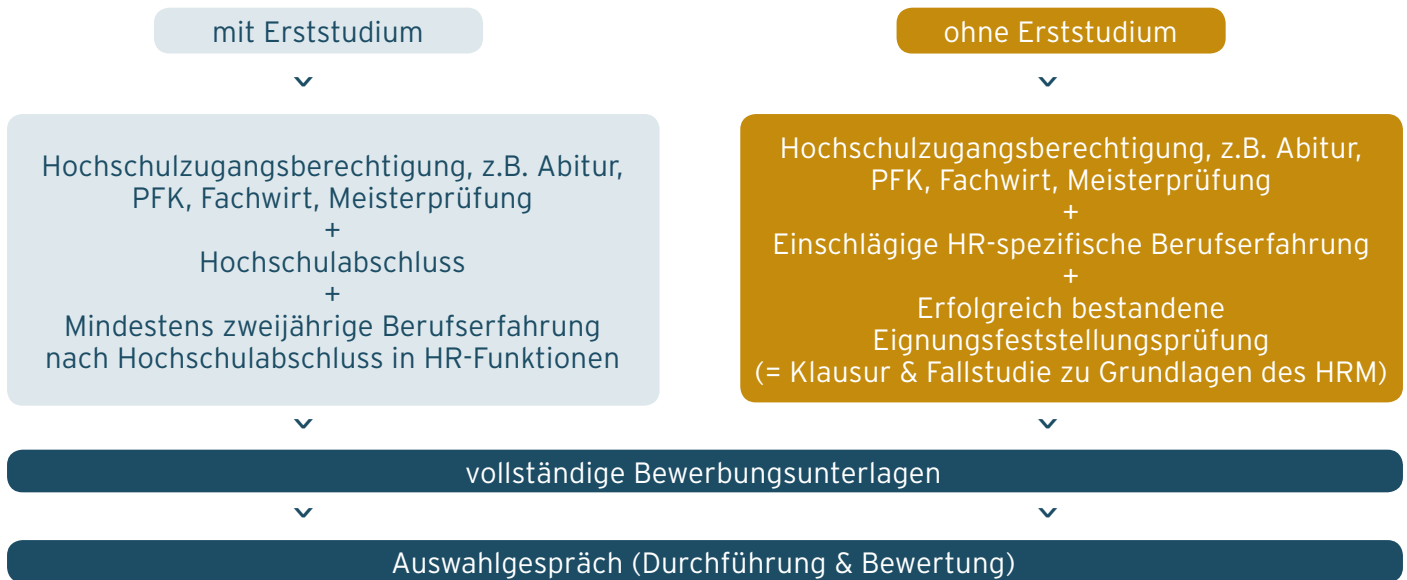 mit Erststudium
ohne Erststudium
Hochschulzugangsberechtigung, z.B. Abitur,
PFK, Fachwirt, Meisterprüfung
+
Hochschulabschluss
+
Mindestens zweijährige Berufserfahrung
nach Hochschulabschluss in HR-Funktionen
Hochschulzugangsberechtigung, z.B. Abitur,
PFK, Fachwirt, Meisterprüfung
+
Einschlägige HR-spezifische Berufserfahrung
+
Erfolgreich bestandene
Eignungsfeststellungsprüfung
(= Klausur & Fallstudie zu Grundlagen des HRM)
vollständige Bewerbungsunterlagen
Auswahlgespräch (Durchführung & Bewertung)